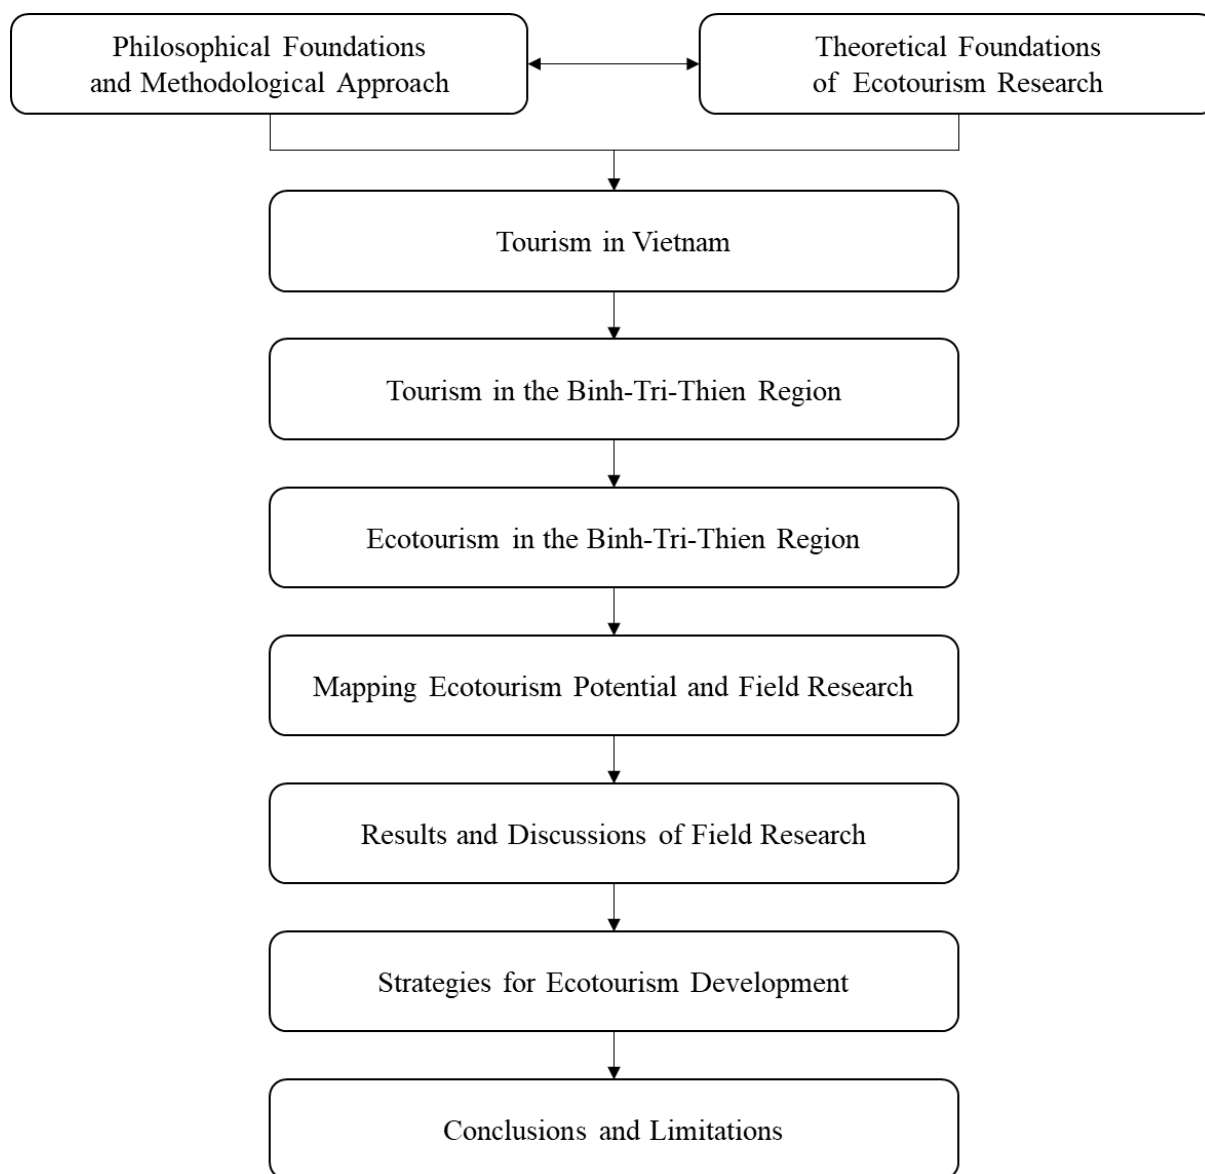 Philosophical Foundations
and Methodological Approach
Theoretical Foundations
of Ecotourism Research
Tourism in Vietnam
Tourism in the Binh-Tri-Thien Region
Ecotourism in the Binh-Tri-Thien Region
Mapping Ecotourism Potential and Field Research
Results and Discussions of Field Research
Strategies for Ecotourism Development
Conclusions and Limitations